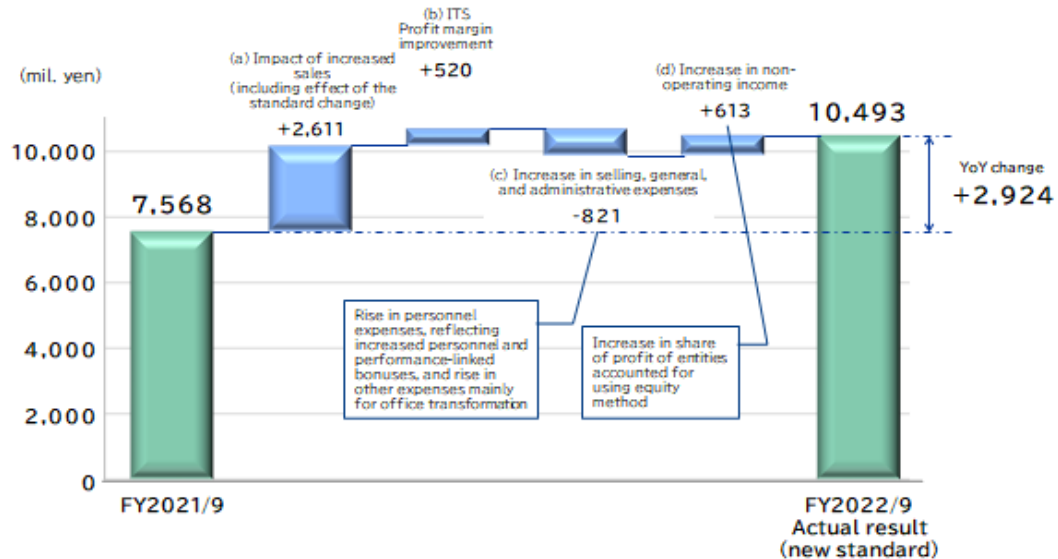 (b) ITS
Profit margin
improvement
+520
(mil. yen)
(a) Impact of increased
sales
(including effect of the
standard change)
+2,611
(d) Increase in non-
operating income
+613
10,493
10,000
8,000
6,000
4,000
2,000
0
7,568
(c) Increase in selling, general,
and administrative expenses
-821
YoY change
+2,924
Rise in personnel
expenses, reflecting
increased personnel and
performance-linked
bonuses, and rise in
other expenses mainly
for office transformation
Increase in share
of profit of entities
accounted for
using equity
method
FY2021/9
FY2022/9
Actual result
(new standard)